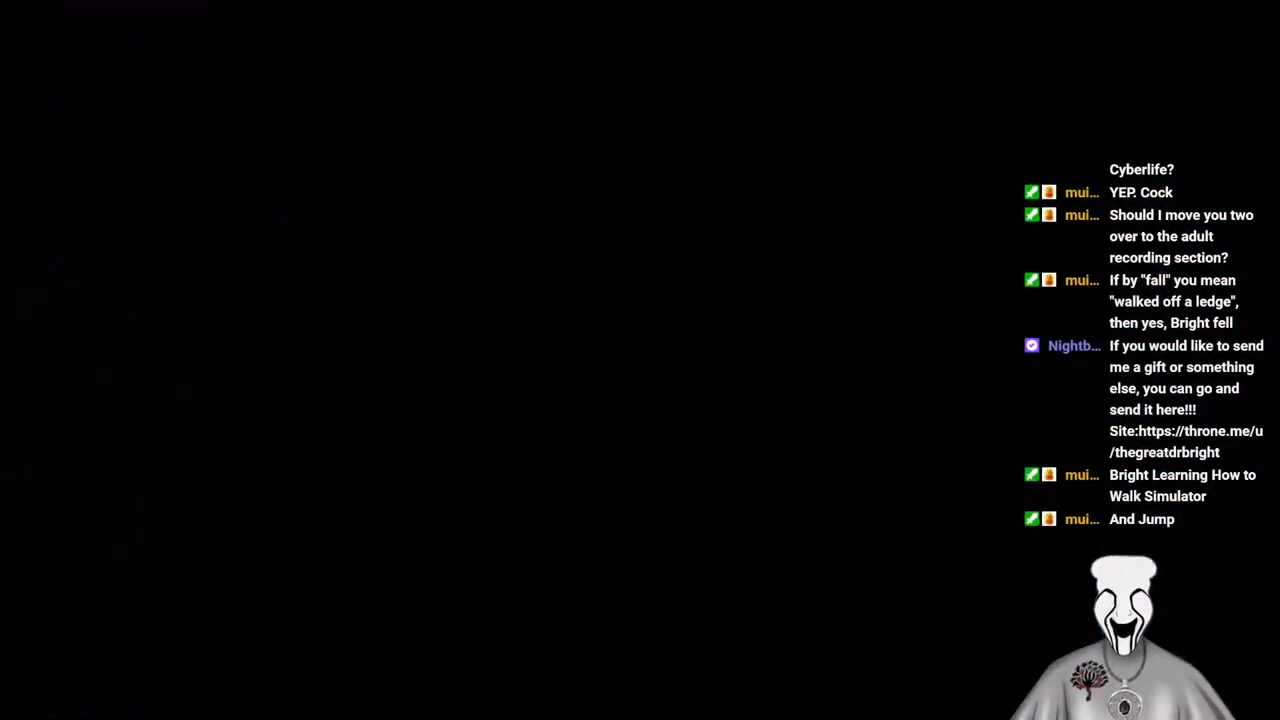 Cyberlife?
mui... YEP. Cock
mui... Should I move you two
over to the adult
recording section?
mui... If by "fall" you mean
"walked off a ledge",
then yes, Bright fell
Nightb... If you would like to send
me a gift or something
else, you can go and
send it here!!!
Site:https://throne.me/u
/thegreatdrbright
mui... Bright Learning How to
Walk Simulator
mui... And Jump